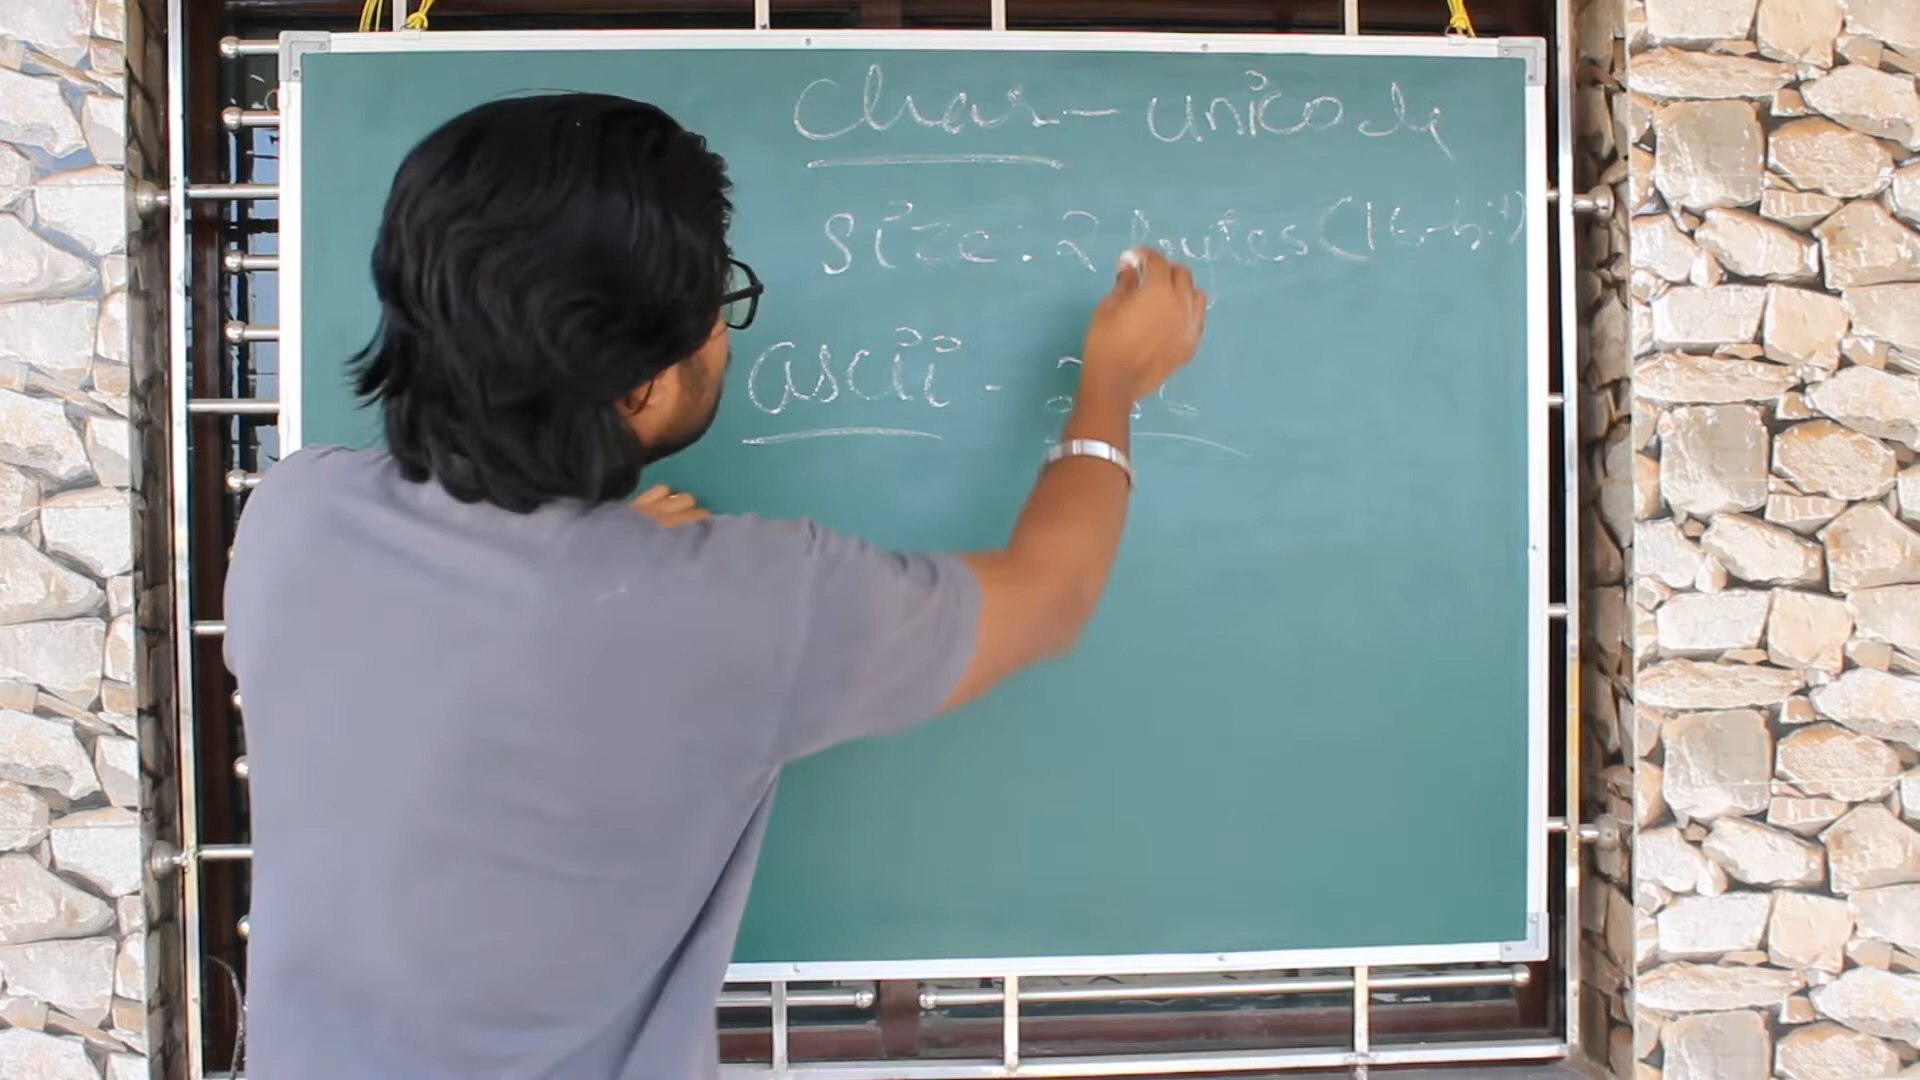 char - unicode
size: 2 bytes (16-bit)
ascii -